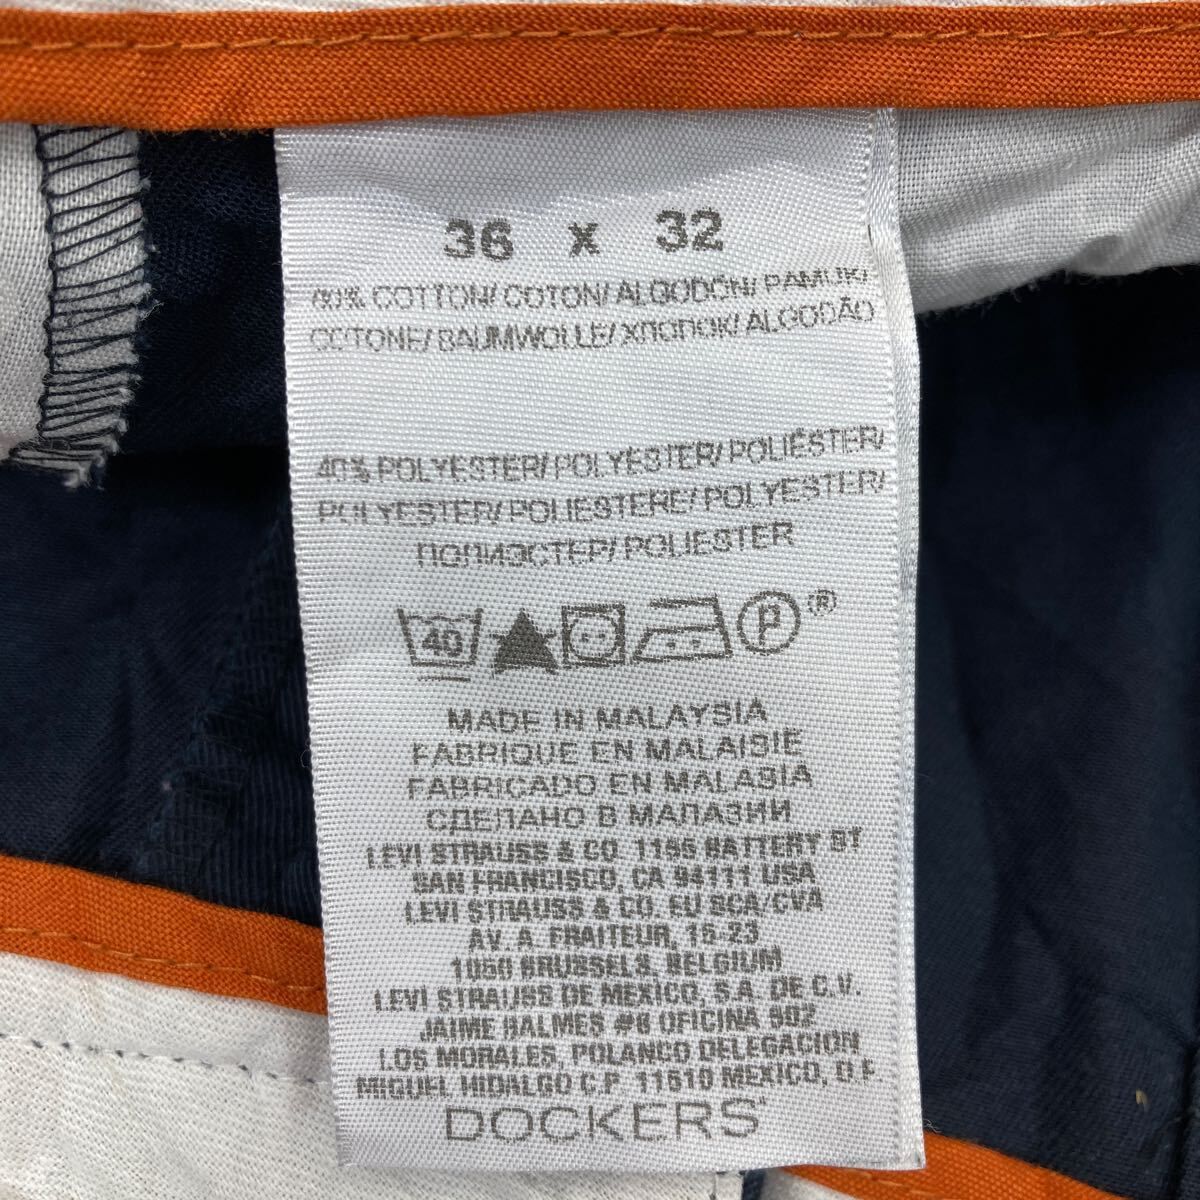 36 x 32
60% COTTON/ COTON/ ALGODÓN/ PAMUK/
COTONE/ BAUMWOLLE/ ХЛОПОК/ ALGODÃO
40% POLYESTER/ POLYESTER/ POLIÉSTER/
POLYESTER/ POLIESTERE/ POLYESTER/
ПОЛИЭСТЕР/ POLIESTER
40 P ®
MADE IN MALAYSIA
FABRIQUE EN MALAISIE
FABRICADO EN MALASIA
СДЕЛАНО В МАЛАЗИИ
LEVI STRAUSS & CO. 1155 BATTERY ST
SAN FRANCISCO, CA 94111 USA
LEVI STRAUSS & CO. EU SCA/CVA
AV. A. FRAITEUR, 15-23
1050 BRUSSELS, BELGIUM
LEVI STRAUSS DE MEXICO, S.A. DE C.V.
JAIME BALMES #8 OFICINA 802
LOS MORALES, POLANCO DELEGACION
MIGUEL HIDALGO C.P. 11510 MEXICO, D.F.
DOCKERS